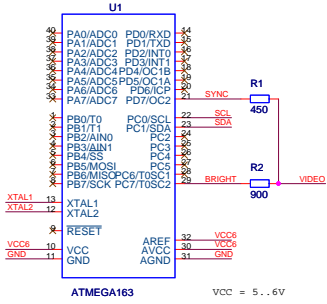 U1
40 PA0/ADC0 PD0/RXD 14
39 PA1/ADC1 PD1/TXD 15
38 PA2/ADC2 PD2/INT0 16
37 PA3/ADC3 PD3/INT1 17
36 PA4/ADC4 PD4/OC1B 18
35 PA5/ADC5 PD5/OC1A 19
34 PA6/ADC6 PD6/ICP 20
33 PA7/ADC7 PD7/OC2 21 SYNC R1
450
1 PB0/T0 PC0/SCL 22 SCL
2 PB1/T1 PC1/SDA 23 SDA
3 PB2/AIN0 PC2 24
4 PB3/AIN1 PC3 25
5 PB4/SS PC4 26
6 PB5/MOSI PC5 27
7 PB6/MISO PC6/T0SC1 28
8 PB7/SCK PC7/T0SC2 29 BRIGHT R2 VIDEO
900
XTAL1 13 XTAL1
XTAL2 12 XTAL2
9 RESET
AREF 32 VCC6
VCC6 10 VCC AVCC 30 VCC6
GND 11 GND AGND 31 GND
ATMEGA163
VCC = 5..6V